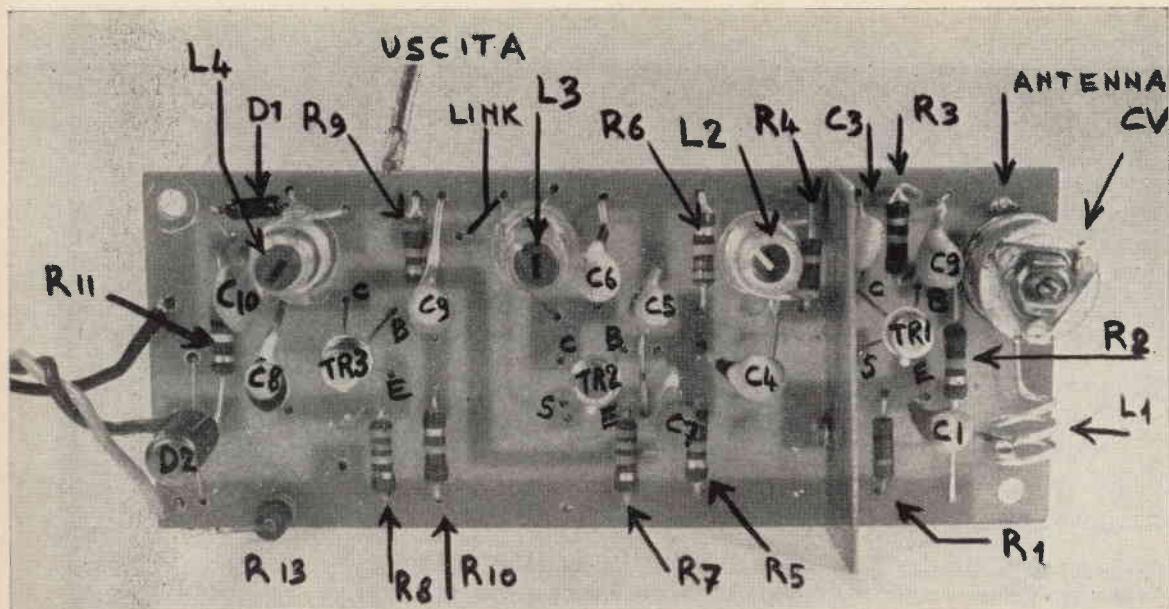 USCITA
L4
ANTENNA
CV
D1
R9
LINK
L3
R6
L2
R4
C3
R3
R11
C10
C9
C6
C5
C
B
C9
B
C
TR1
R2
TR3
C8
C
B
TR2
C4
S
E
E
S
E
L1
D2
C7
C1
R13
R8
R10
R7
R5
R1